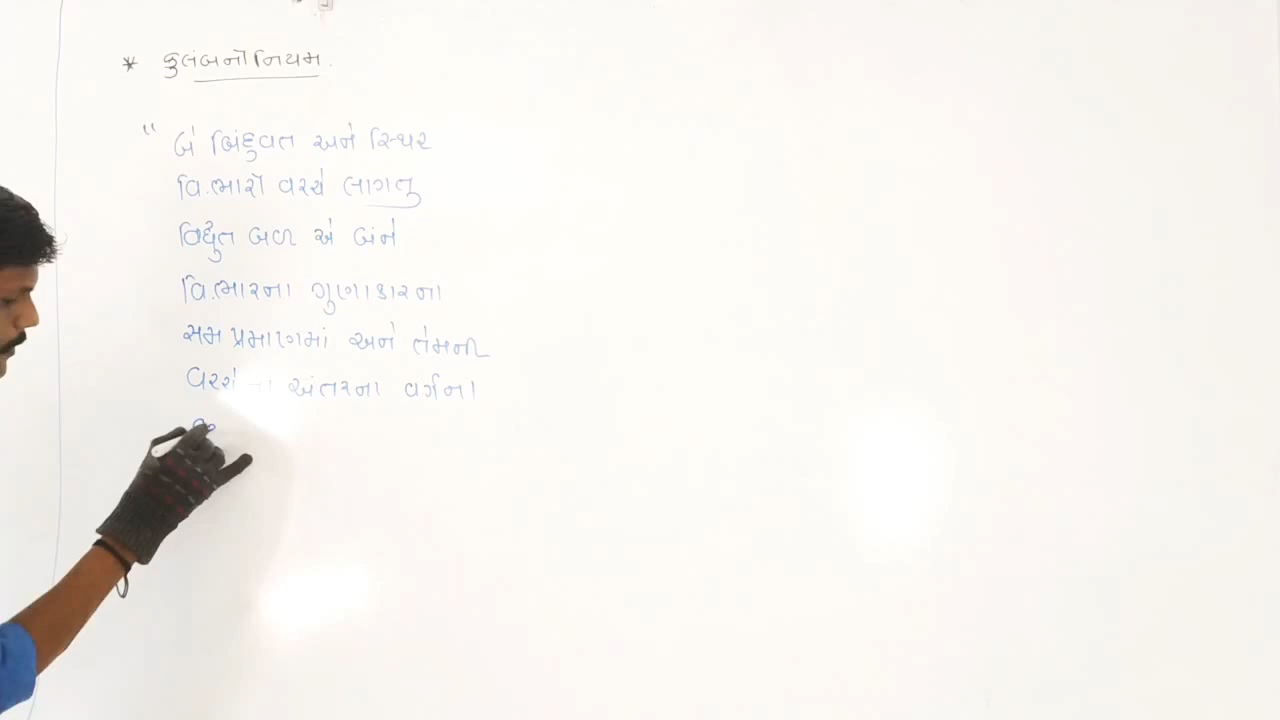 * કુલંબનો નિયમ.
" બે બિંદુવત અને સ્થિર
વિ.ભારો વચ્ચે લાગતુ
વિદ્યુત બળ એ બંને
વિ.ભારના ગુણાકારના
સમ પ્રમાણમાં અને તેમની
વચ્ચેના અંતરના વર્ગના